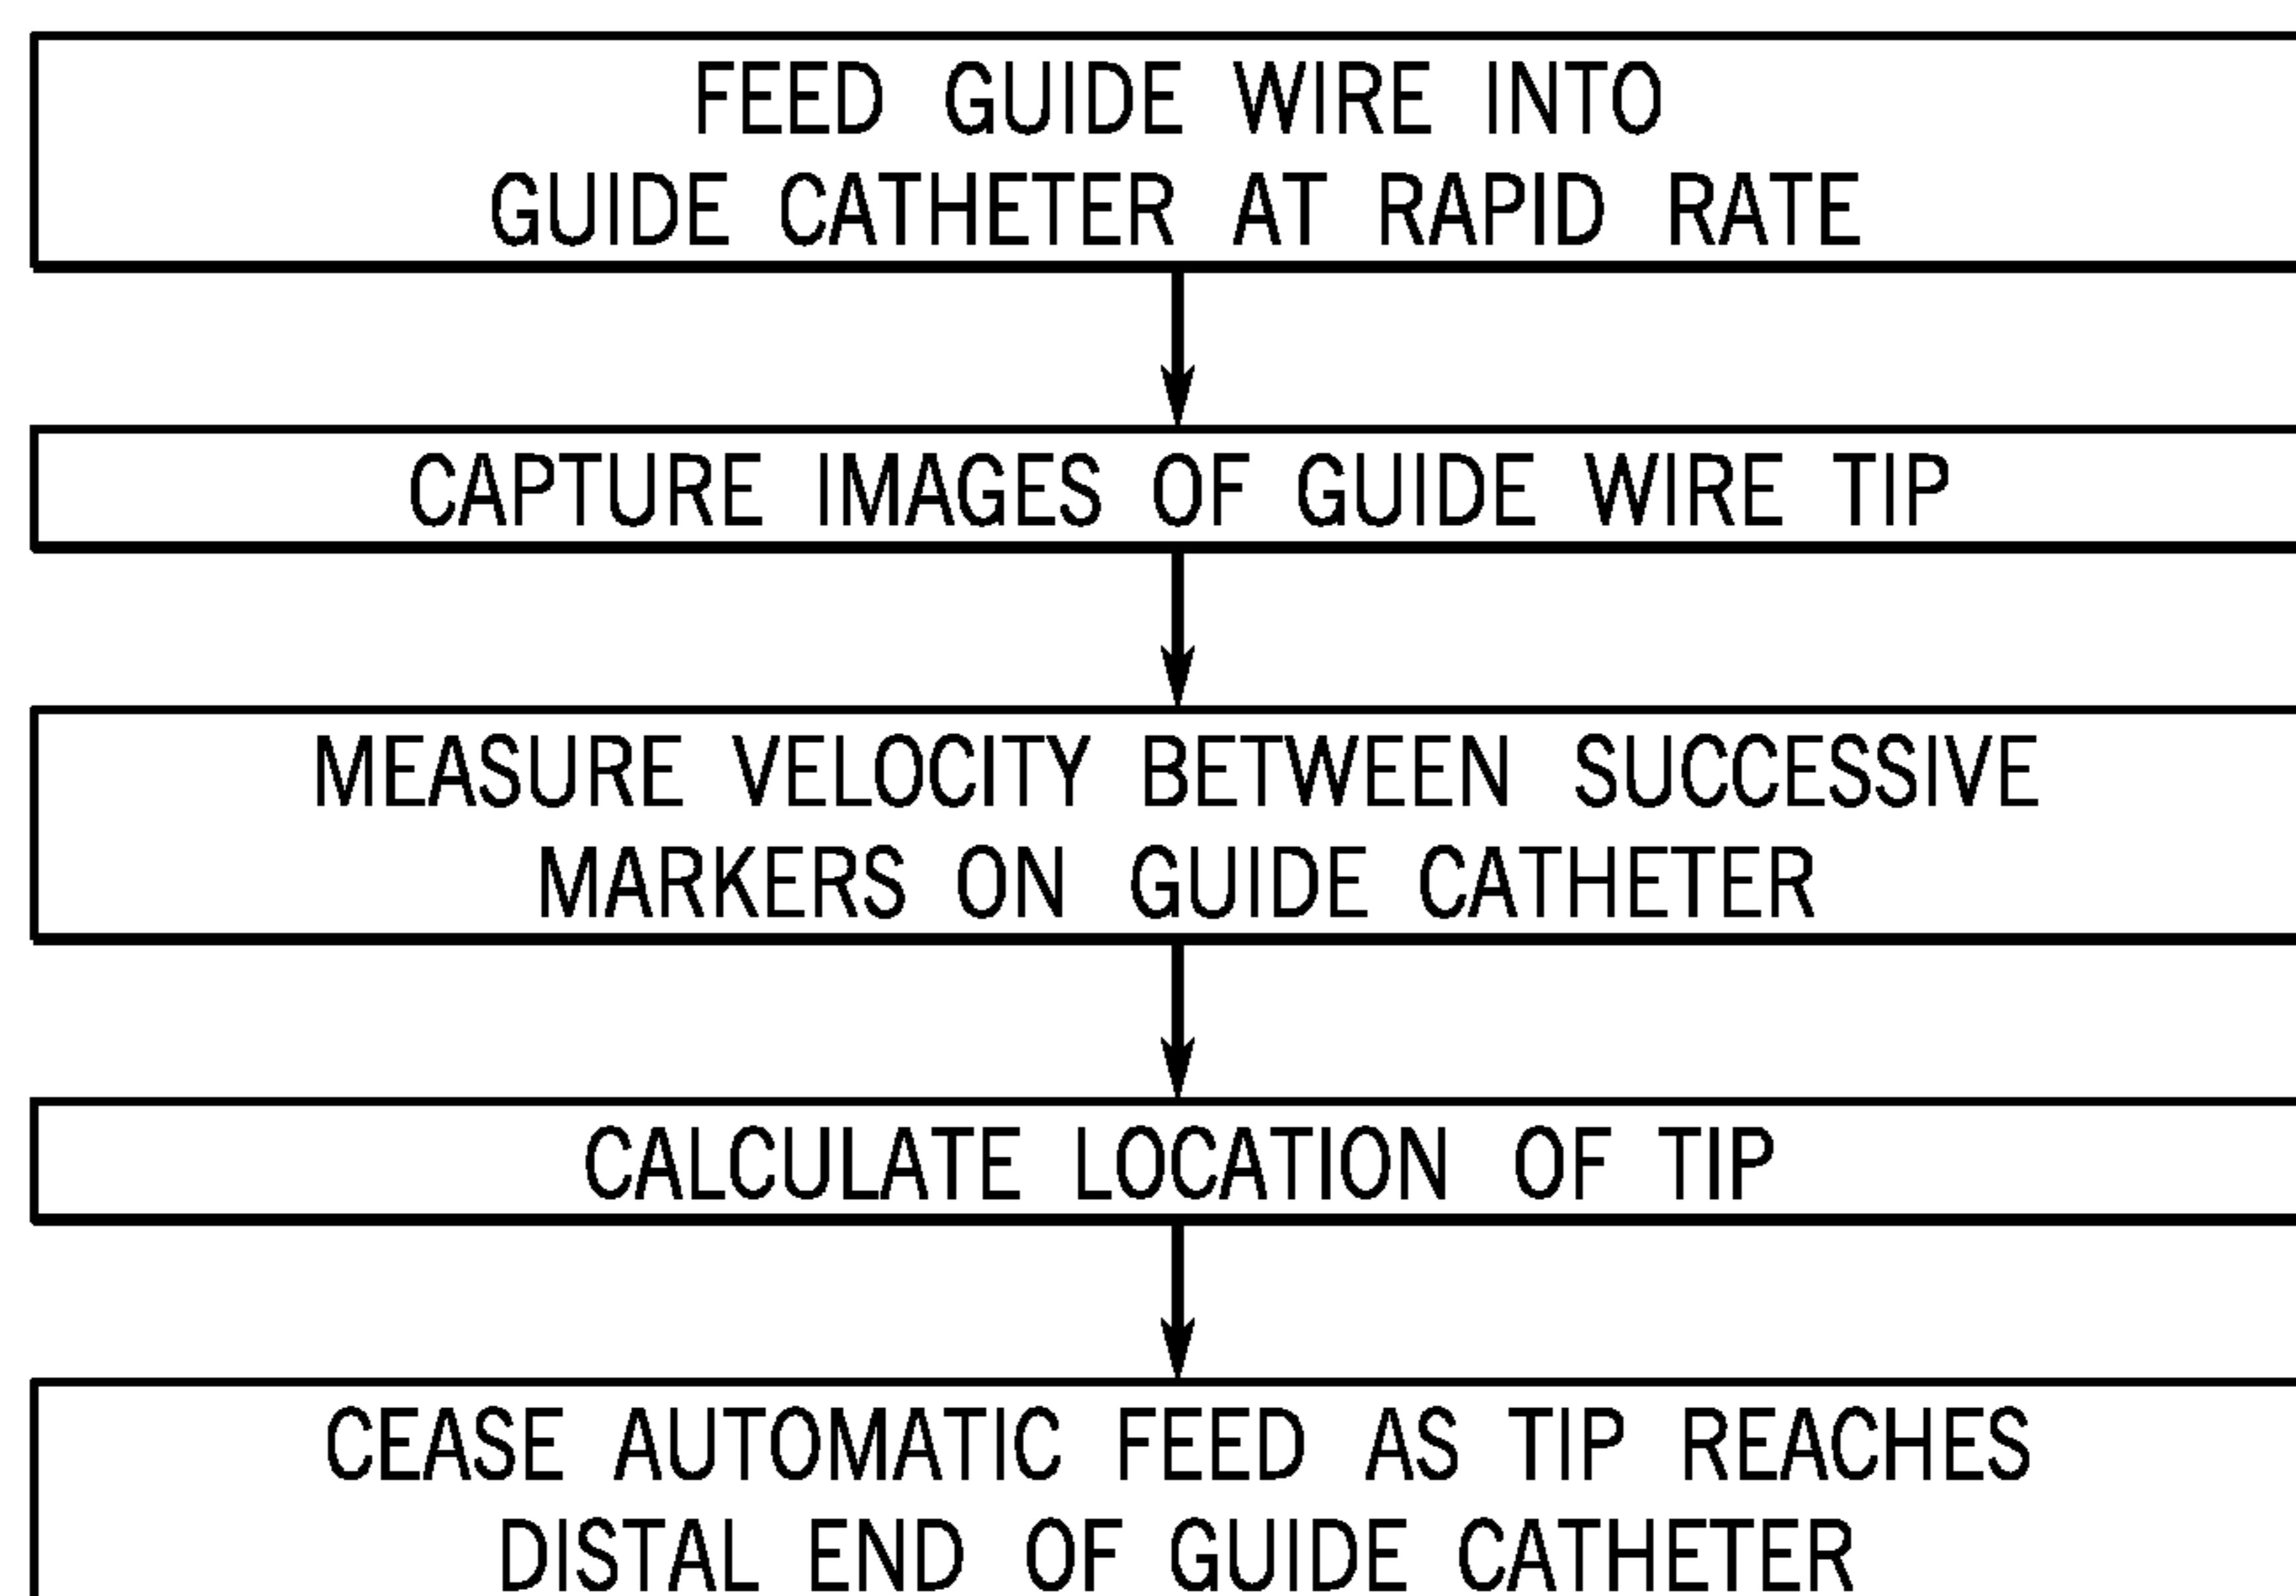 FEED GUIDE WIRE INTO
GUIDE CATHETER AT RAPID RATE
CAPTURE IMAGES OF GUIDE WIRE TIP
MEASURE VELOCITY BETWEEN SUCCESSIVE
MARKERS ON GUIDE CATHETER
CALCULATE LOCATION OF TIP
CEASE AUTOMATIC FEED AS TIP REACHES
DISTAL END OF GUIDE CATHETER